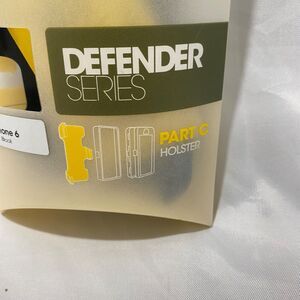 DEFENDER
SERIES
one 6
Black
PART C
HOLSTER